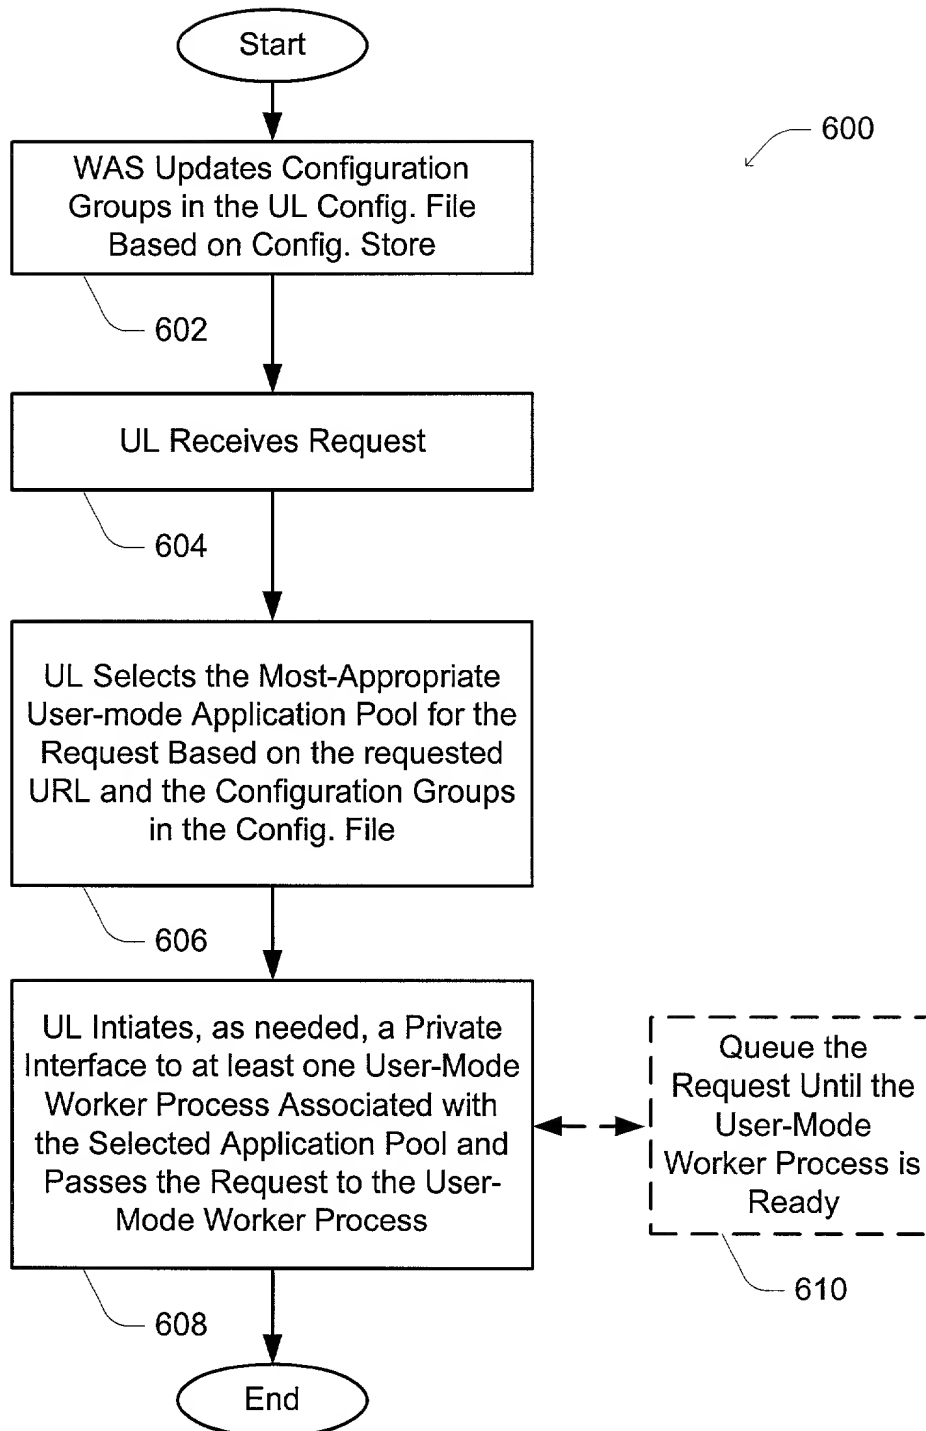 Start
600
WAS Updates Configuration
Groups in the UL Config. File
Based on Config. Store
602
UL Receives Request
604
UL Selects the Most-Appropriate
User-mode Application Pool for the
Request Based on the requested
URL and the Configuration Groups
in the Config. File
606
UL Intiates, as needed, a Private
Interface to at least one User-Mode
Worker Process Associated with
the Selected Application Pool and
Passes the Request to the User-
Mode Worker Process
608
Queue the
Request Until the
User-Mode
Worker Process is
Ready
610
End